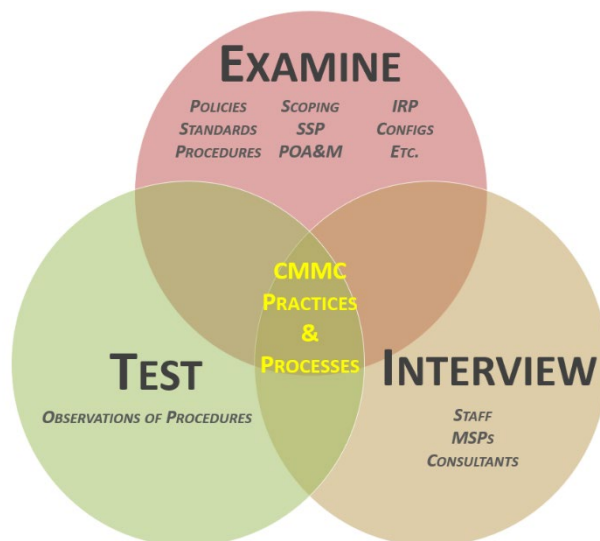 EXAMINE
POLICIES SCOPING IRP
STANDARDS SSP CONFIGS
PROCEDURES POA&M ETC.
CMMC
PRACTICES
&
PROCESSES
TEST
OBSERVATIONS OF PROCEDURES
INTERVIEW
STAFF
MSPs
CONSULTANTS